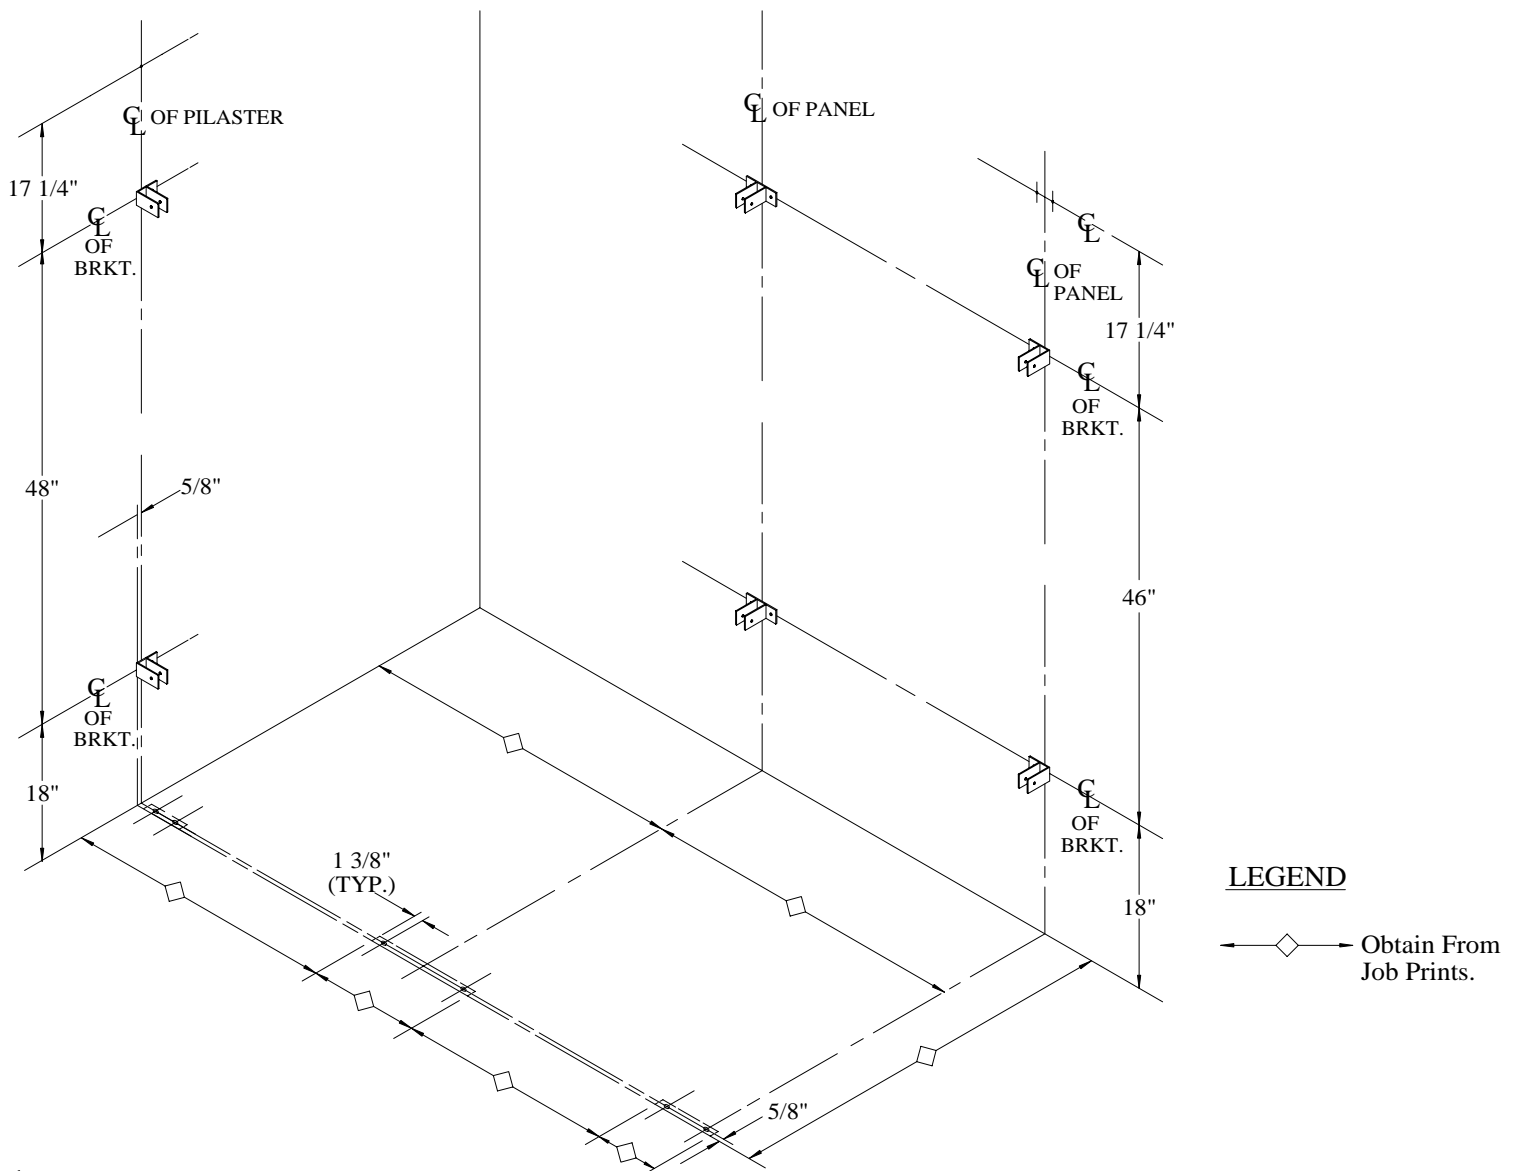 ℄ OF PILASTER
17 1/4"
℄
OF
BRKT.
48"
5/8"
℄
OF
BRKT.
18"
℄ OF PANEL
℄
℄ OF
PANEL
17 1/4"
℄
OF
BRKT.
46"
℄
OF
BRKT.
18"
1 3/8"
(TYP.)
5/8"
LEGEND
Obtain From
Job Prints.